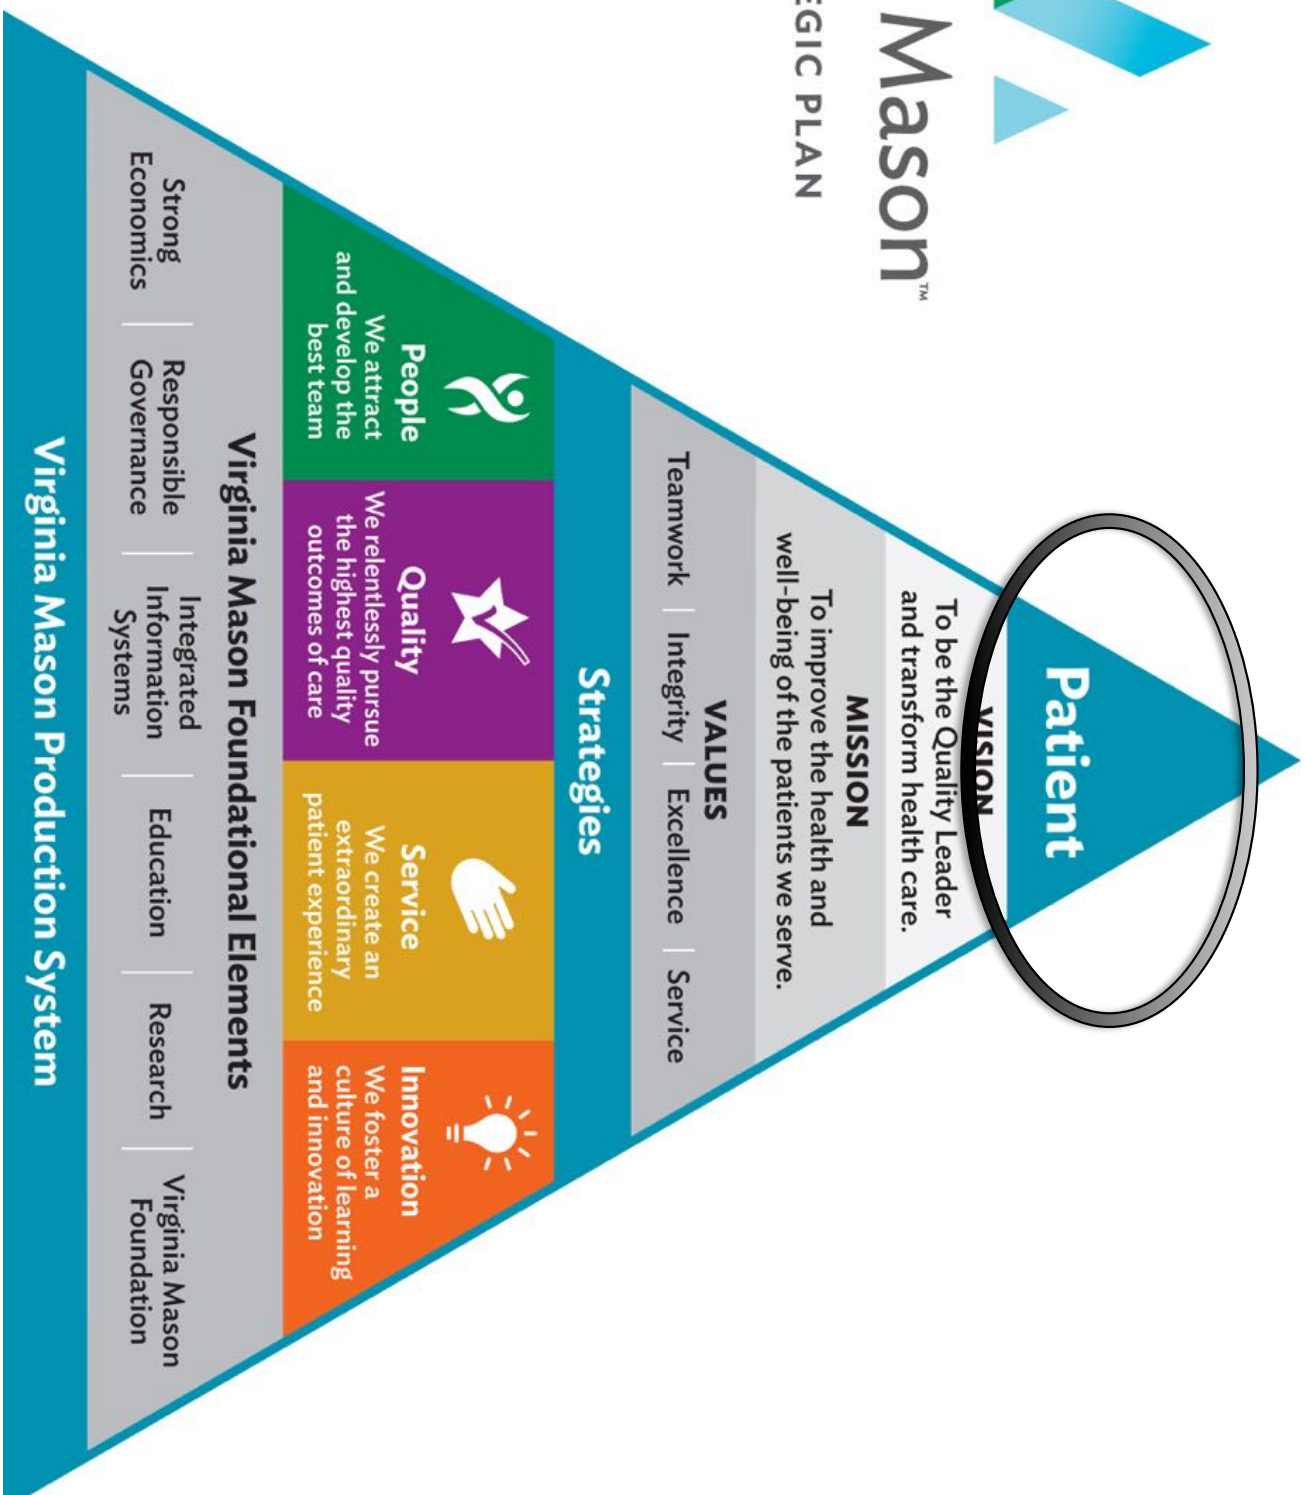 Mason™
EGIC PLAN
Patient
VISION
To be the Quality Leader
and transform health care.
MISSION
To improve the health and
well-being of the patients we serve.
VALUES
Teamwork | Integrity | Excellence | Service
Strategies
People
We attract
and develop the
best team
Quality
We relentlessly pursue
the highest quality
outcomes of care
Service
We create an
extraordinary
patient experience
Innovation
We foster a
culture of learning
and innovation
Virginia Mason Foundational Elements
Strong
Economics
Responsible
Governance
Integrated
Information
Systems
Education
Research
Virginia Mason
Foundation
Virginia Mason Production System